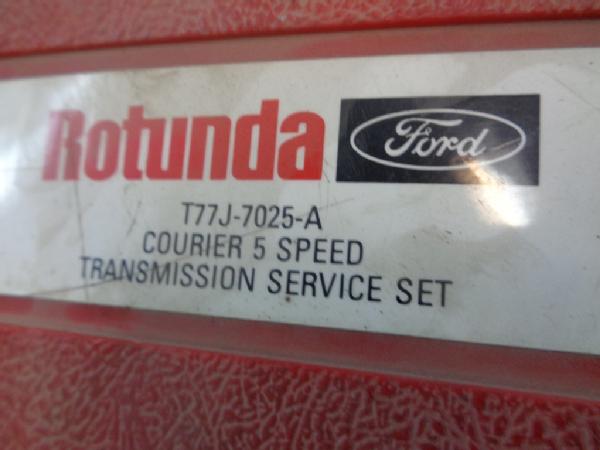 Rotunda Ford
T77J-7025-A
COURIER 5 SPEED
TRANSMISSION SERVICE SET